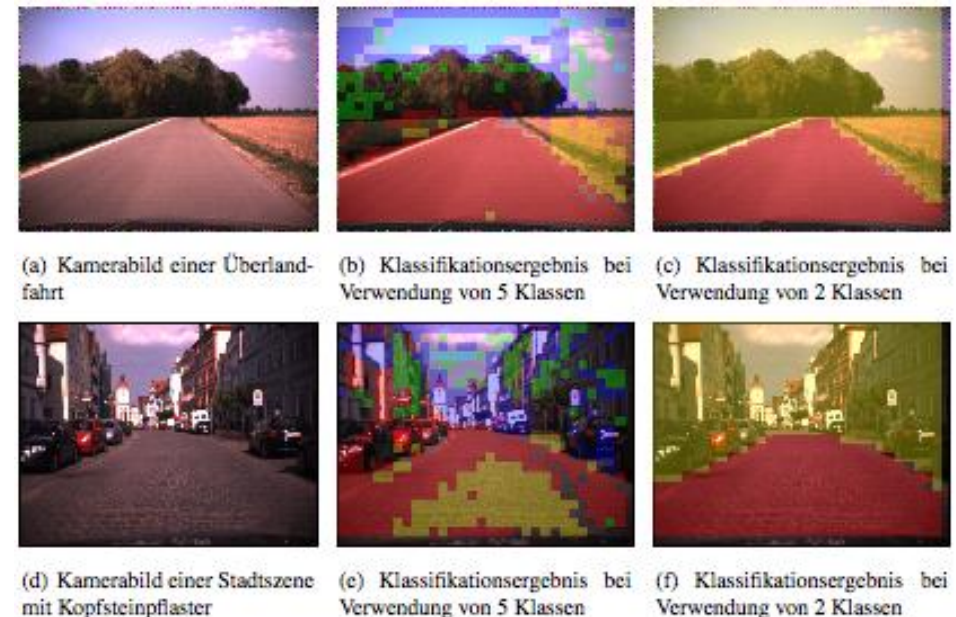 (a) Kamerabild einer Überland-
fahrt
(b) Klassifikationsergebnis bei
Verwendung von 5 Klassen
(c) Klassifikationsergebnis bei
Verwendung von 2 Klassen
(d) Kamerabild einer Stadtszene
mit Kopfsteinpflaster
(e) Klassifikationsergebnis bei
Verwendung von 5 Klassen
(f) Klassifikationsergebnis bei
Verwendung von 2 Klassen